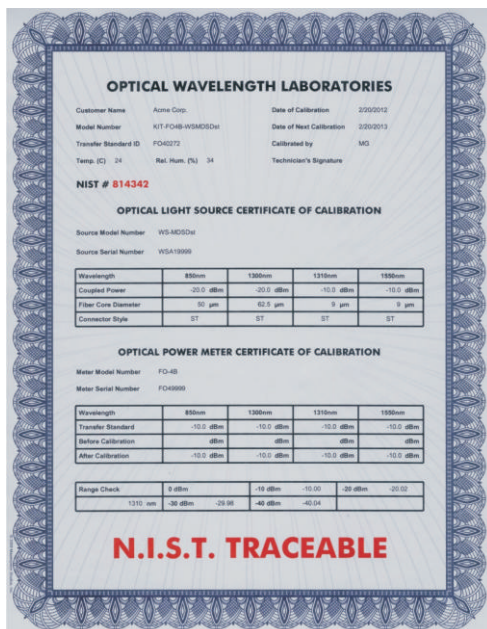 OPTICAL WAVELENGTH LABORATORIES
Customer Name Acme Corp. Date of Calibration 2/20/2012
Model Number KIT-FO4B-WSMDSDst Date of Next Calibration 2/20/2013
Transfer Standard ID FO40272 Calibrated by MG
Temp. (C) 24 Rel. Hum. (%) 34 Technician's Signature
NIST # 814342
OPTICAL LIGHT SOURCE CERTIFICATE OF CALIBRATION
Source Model Number WS-MDSDst
Source Serial Number WSA19999
Wavelength 850nm 1300nm 1310nm 1550nm
Coupled Power -20.0 dBm -20.0 dBm -10.0 dBm -10.0 dBm
Fiber Core Diameter 50 µm 62.5 µm 9 µm 9 µm
Connector Style ST ST ST ST
OPTICAL POWER METER CERTIFICATE OF CALIBRATION
Meter Model Number FO-4B
Meter Serial Number FO49999
Wavelength 850nm 1300nm 1310nm 1550nm
Transfer Standard -10.0 dBm -10.0 dBm -10.0 dBm -10.0 dBm
Before Calibration dBm dBm dBm dBm
After Calibration -10.0 dBm -10.0 dBm -10.0 dBm -10.0 dBm
Range Check 0 dBm -10 dBm -10.00 -20 dBm -20.02
1310 nm -30 dBm -29.98 -40 dBm -40.04
N.I.S.T. TRACEABLE